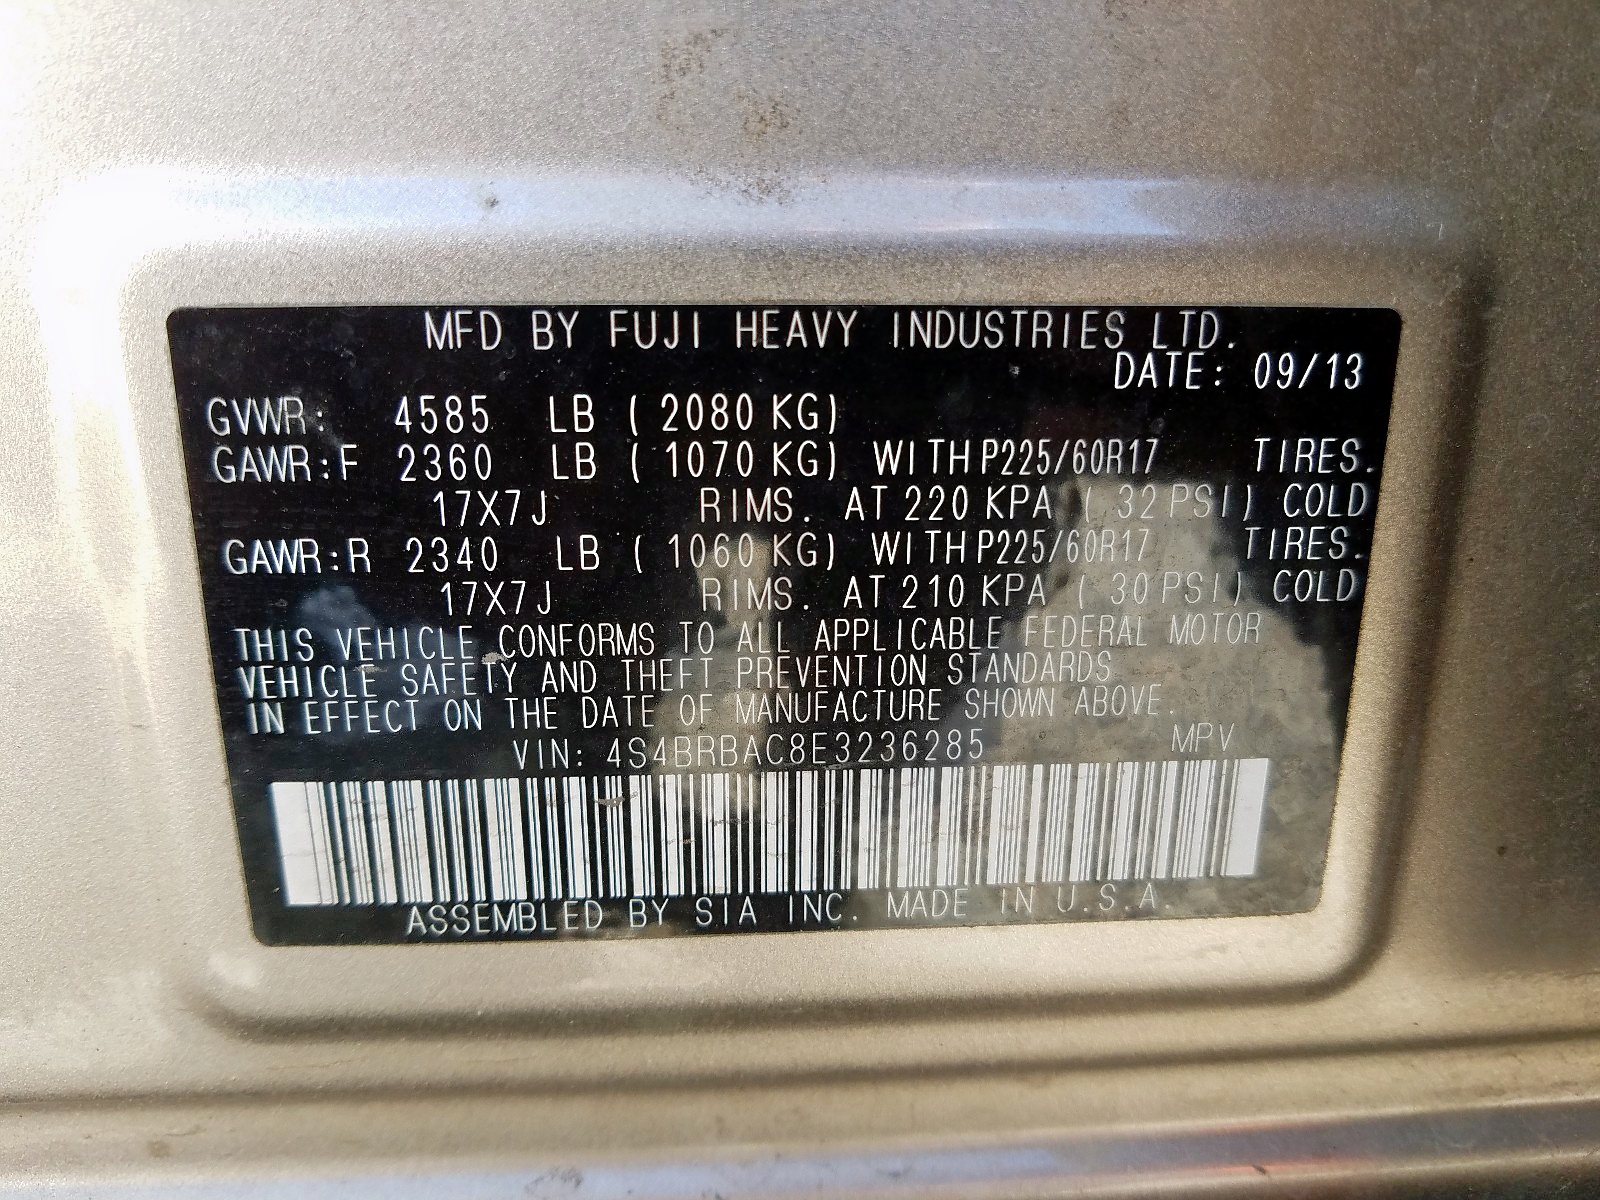 MFD BY FUJI HEAVY INDUSTRIES LTD.
DATE: 09/13
GVWR: 4585 LB ( 2080 KG)
GAWR:F 2360 LB ( 1070 KG) WITH P225/60R17 TIRES.
17X7J RIMS. AT 220 KPA ( 32 PSI) COLD
GAWR:R 2340 LB ( 1060 KG) WITH P225/60R17 TIRES.
17X7J RIMS. AT 210 KPA ( 30 PSI) COLD
THIS VEHICLE CONFORMS TO ALL APPLICABLE FEDERAL MOTOR
VEHICLE SAFETY AND THEFT PREVENTION STANDARDS
IN EFFECT ON THE DATE OF MANUFACTURE SHOWN ABOVE.
VIN: 4S4BRBAC8E3236285 MPV
ASSEMBLED BY SIA INC. MADE IN U.S.A.